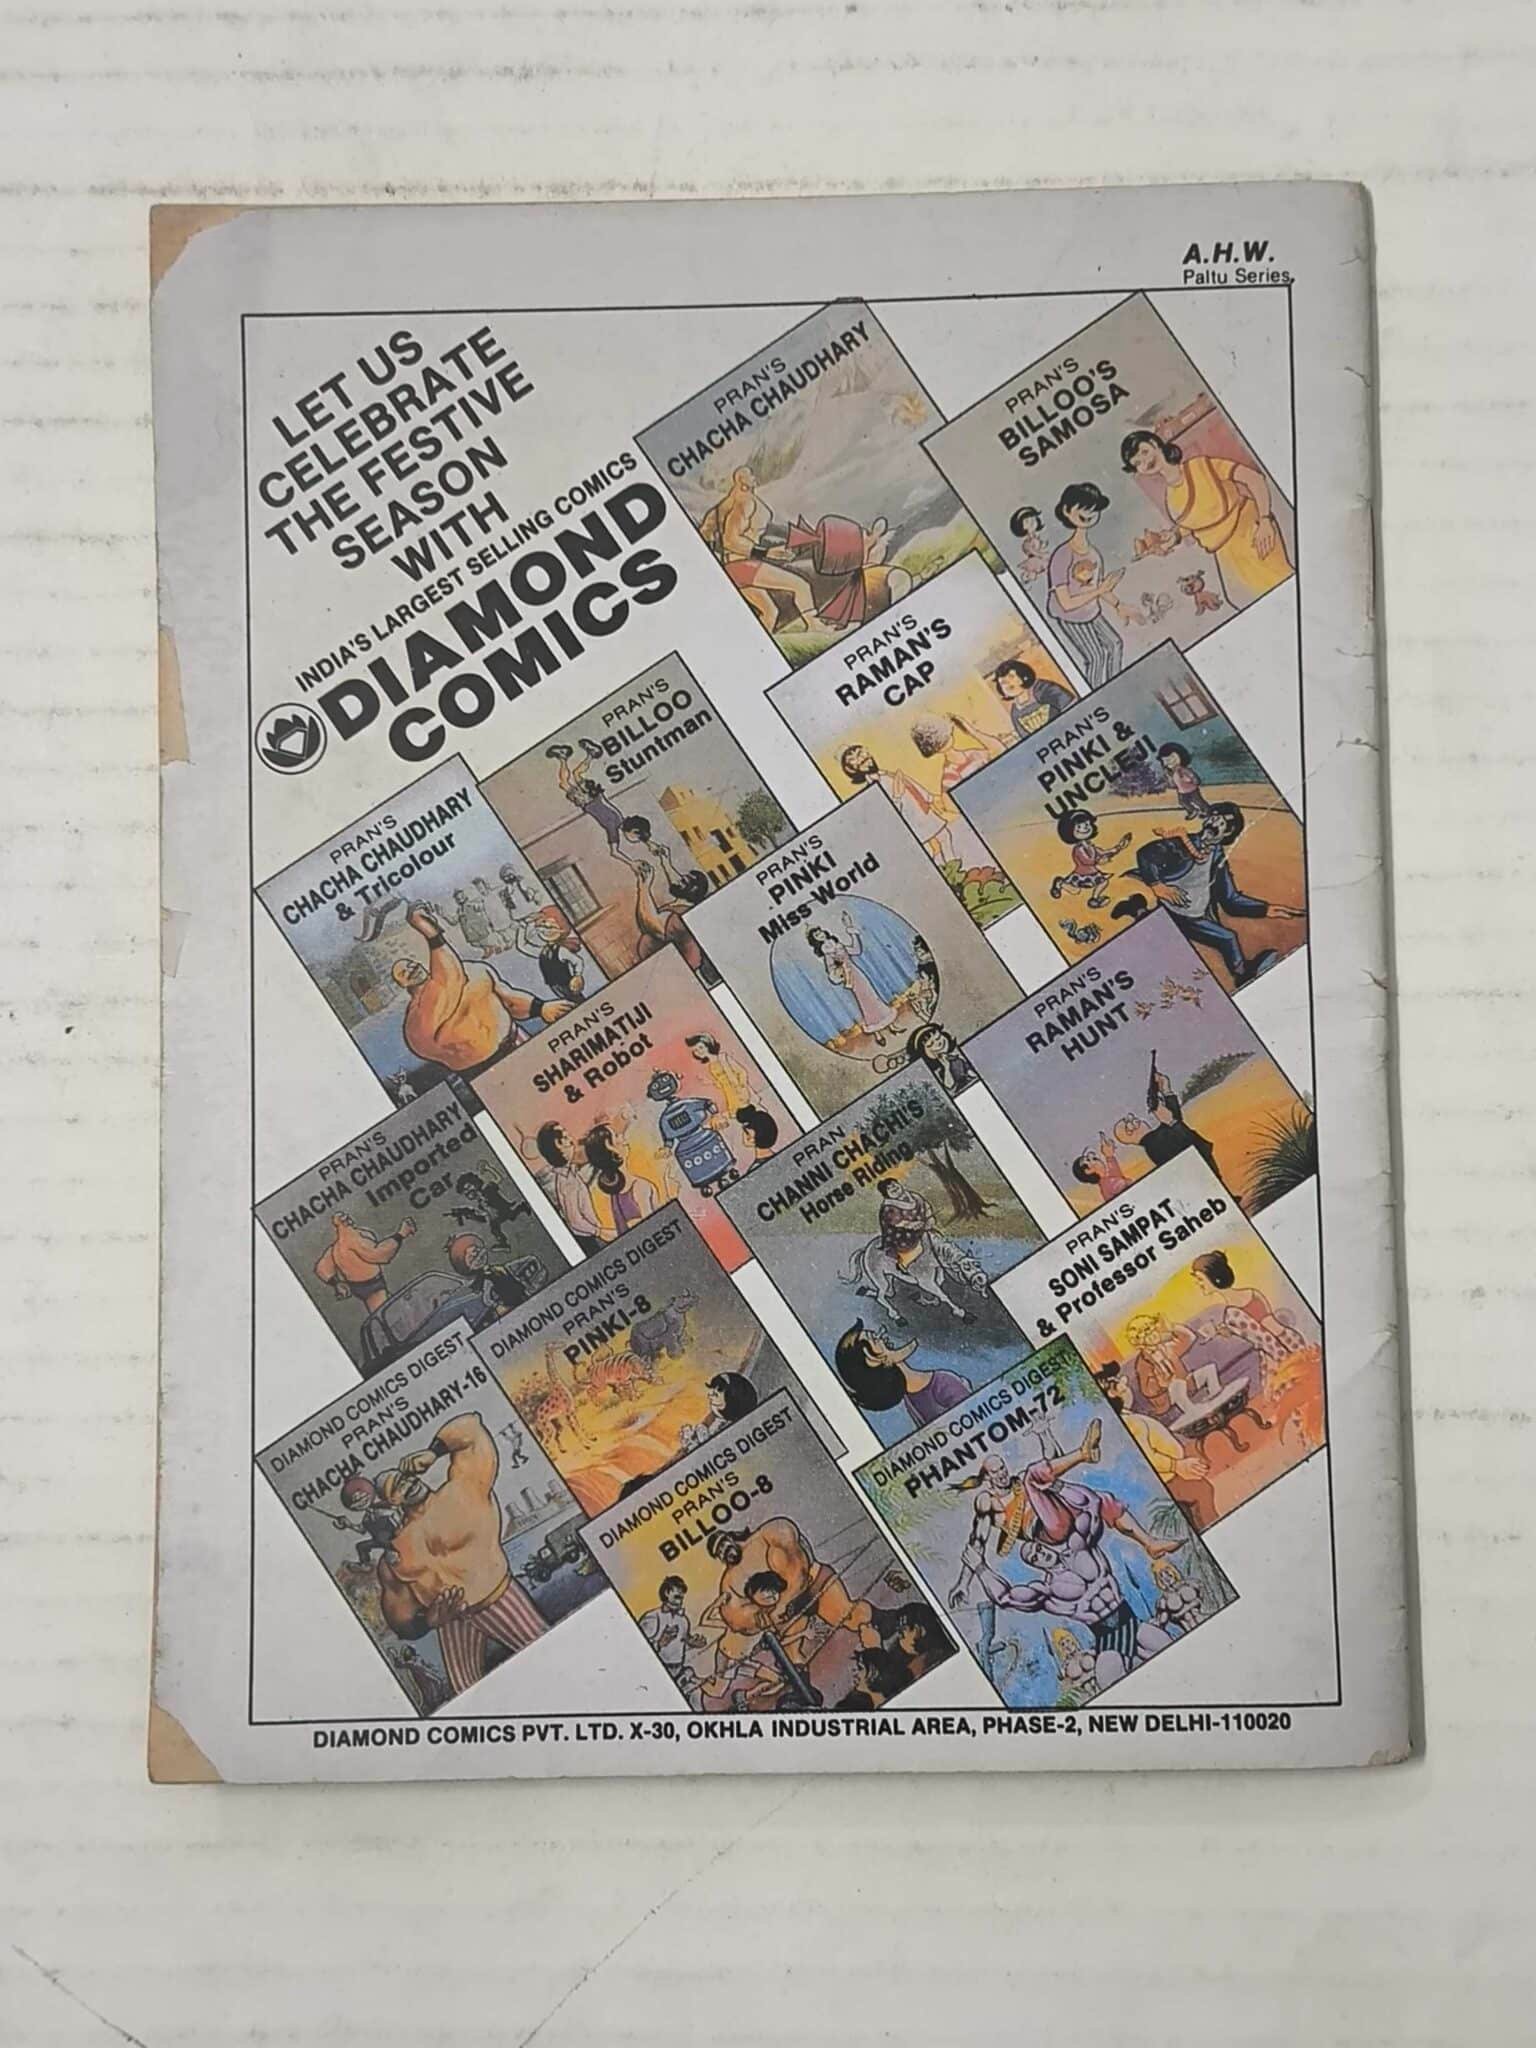 A.H.W.
Paltu Series,
LET US
CELEBRATE
THE FESTIVE
SEASON
WITH
INDIA'S LARGEST SELLING COMICS
DIAMOND
COMICS
PRAN'S
CHACHA CHAUDHARY
PRAN'S
BILLOO'S
SAMOSA
PRAN'S
RAMAN'S
CAP
PRAN'S
BILLOO
Stuntman
PRAN'S
PINKI &
UNCLEJI
PRAN'S
CHACHA CHAUDHARY
& Tricolour
PRAN'S
PINKI
Miss World
PRAN'S
RAMAN'S
HUNT
PRAN'S
SHARIMATIJI
& Robot
PRAN'S
CHACHA CHAUDHARY
Imported
Car
PRAN
CHANNI CHACHI'S
Horse Riding
PRAN'S
SONI SAMPAT
& Professor Saheb
DIAMOND COMICS DIGEST
PRAN'S
PINKI-8
DIAMOND COMICS DIGEST
PRAN'S
CHACHA CHAUDHARY-16
DIAMOND COMICS DIGEST
PRAN'S
BILLOO-8
DIAMOND COMICS DIGEST
PHANTOM-72
DIAMOND COMICS PVT. LTD. X-30, OKHLA INDUSTRIAL AREA, PHASE-2, NEW DELHI-110020